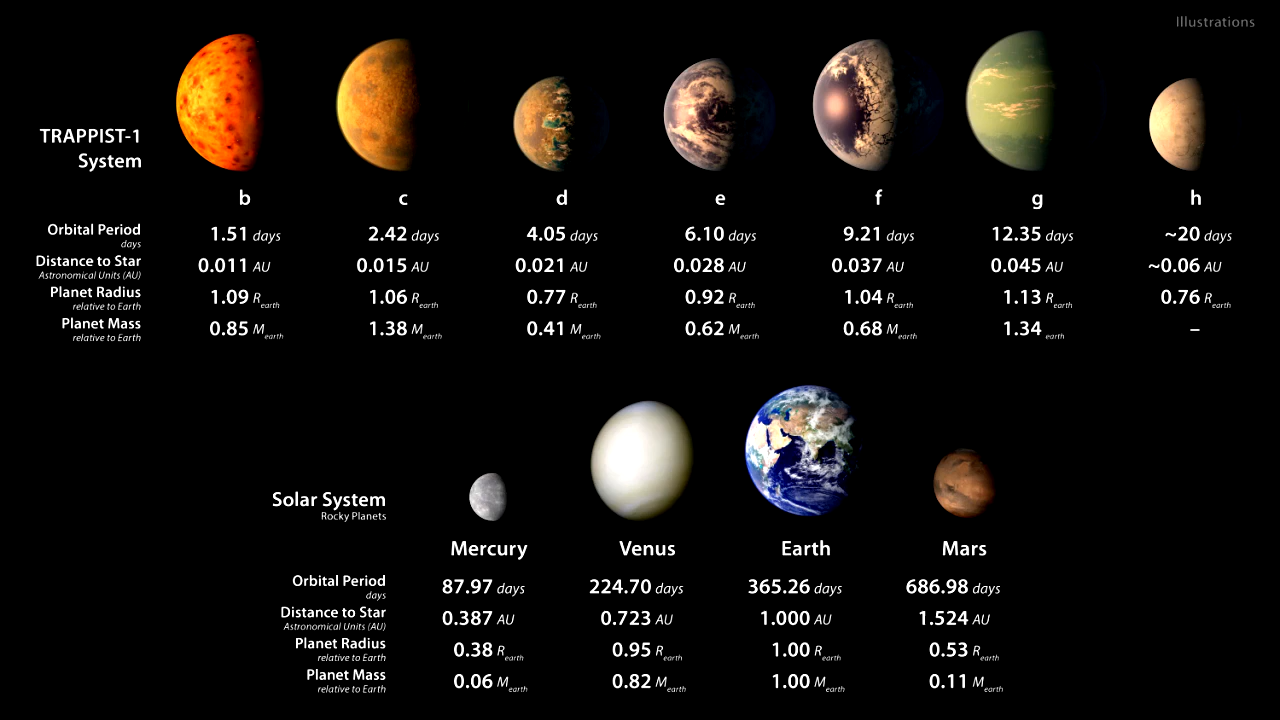 Illustrations
TRAPPIST-1
System
b c d e f g h
Orbital Period 1.51 days 2.42 days 4.05 days 6.10 days 9.21 days 12.35 days ~20 days
days
Distance to Star 0.011 AU 0.015 AU 0.021 AU 0.028 AU 0.037 AU 0.045 AU ~0.06 AU
Astronomical Units (AU)
Planet Radius 1.09 Rearth 1.06 Rearth 0.77 Rearth 0.92 Rearth 1.04 Rearth 1.13 Rearth 0.76 Rearth
relative to Earth
Planet Mass 0.85 Mearth 1.38 Mearth 0.41 Mearth 0.62 Mearth 0.68 Mearth 1.34 earth –
relative to Earth
Solar System
Rocky Planets
Mercury Venus Earth Mars
Orbital Period 87.97 days 224.70 days 365.26 days 686.98 days
days
Distance to Star 0.387 AU 0.723 AU 1.000 AU 1.524 AU
Astronomical Units (AU)
Planet Radius 0.38 Rearth 0.95 Rearth 1.00 Rearth 0.53 Rearth
relative to Earth
Planet Mass 0.06 Mearth 0.82 Mearth 1.00 Mearth 0.11 Mearth
relative to Earth